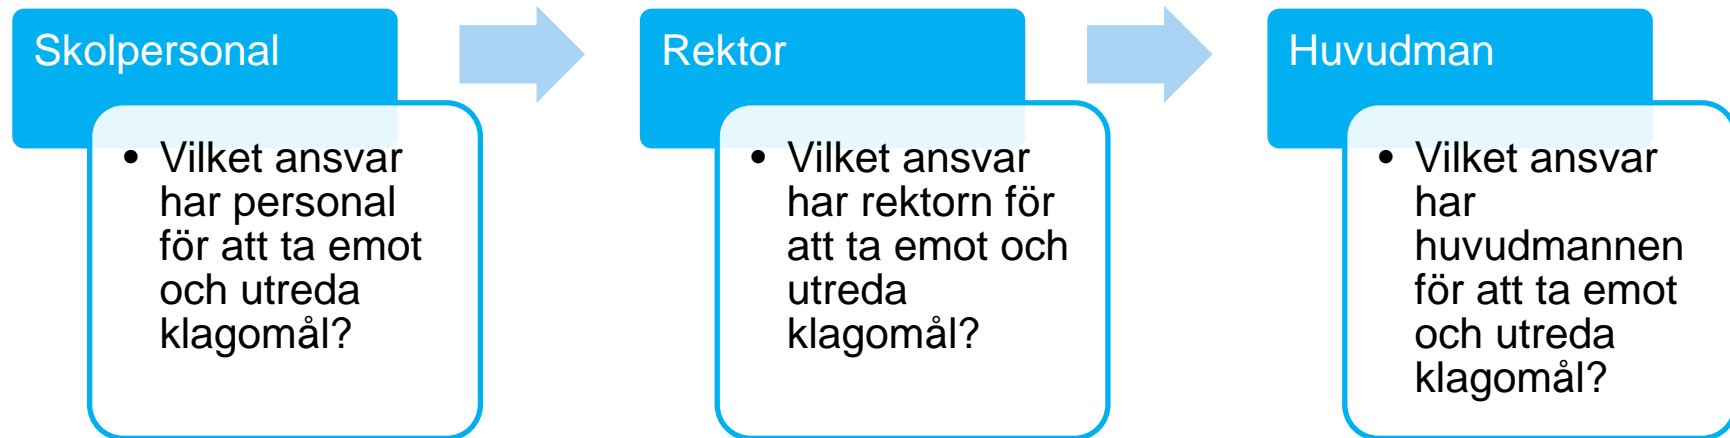 Skolpersonal
• Vilket ansvar
har personal
för att ta emot
och utreda
klagomål?
Rektor
• Vilket ansvar
har rektorn för
att ta emot och
utreda
klagomål?
Huvudman
• Vilket ansvar
har
huvudmannen
för att ta emot
och utreda
klagomål?